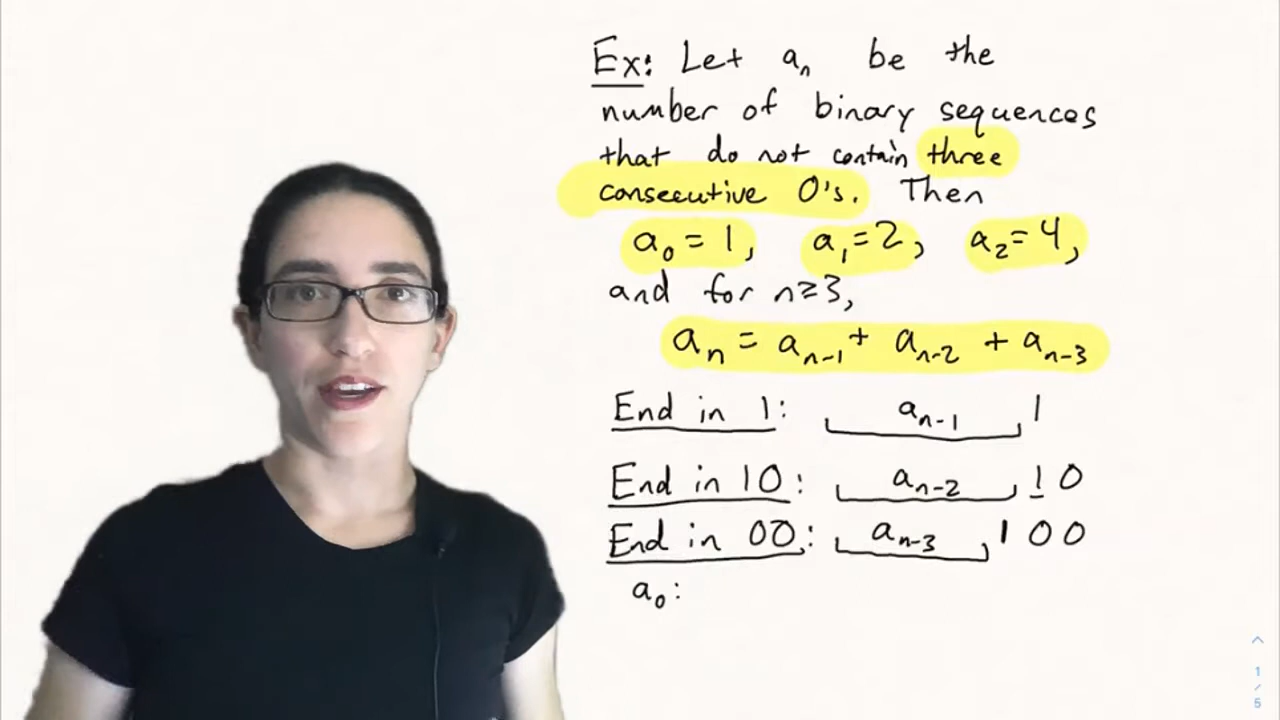 Ex: Let aₙ be the
number of binary sequences
that do not contain three
consecutive 0's. Then
a₀ = 1, a₁ = 2, a₂ = 4,
and for n ≥ 3,
aₙ = aₙ₋₁ + aₙ₋₂ + aₙ₋₃
End in 1: aₙ₋₁ 1
End in 10: aₙ₋₂ 1 0
End in 00: aₙ₋₃ 1 0 0
a₀:
1
/
5